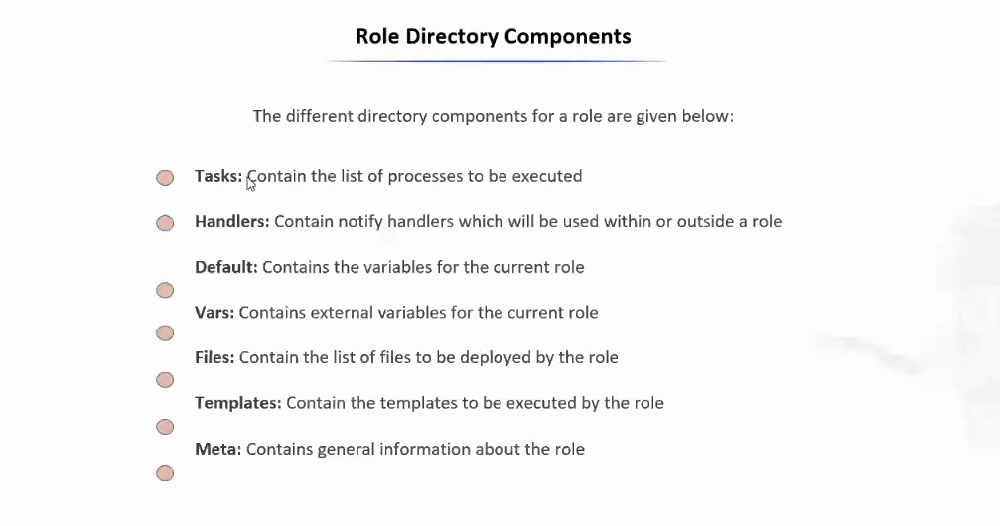 Role Directory Components
The different directory components for a role are given below:
Tasks: Contain the list of processes to be executed
Handlers: Contain notify handlers which will be used within or outside a role
Default: Contains the variables for the current role
Vars: Contains external variables for the current role
Files: Contain the list of files to be deployed by the role
Templates: Contain the templates to be executed by the role
Meta: Contains general information about the role